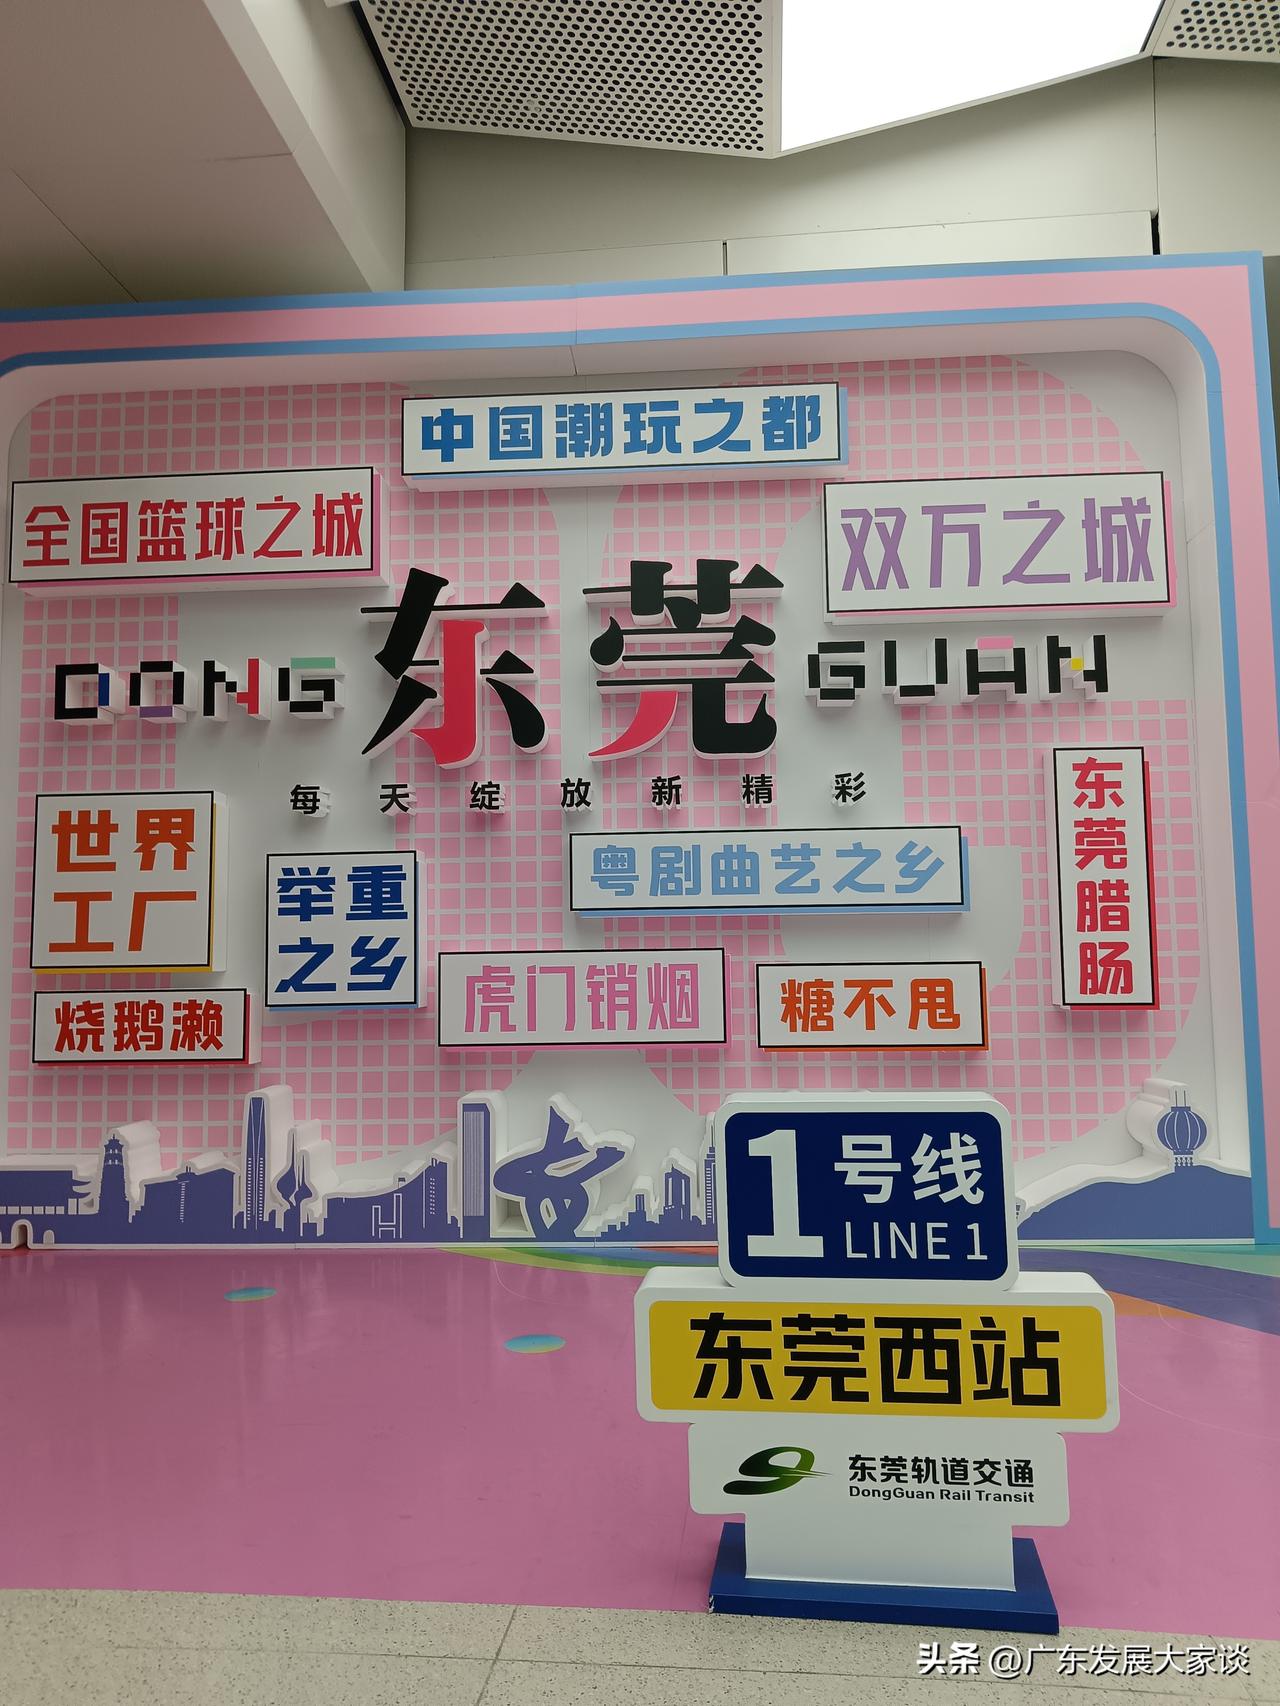 中国潮玩之都
全国篮球之城
双万之城
DONG 东莞 GUAN
每天绽放新精彩
世界
工厂
举重
之乡
粤剧曲艺之乡
东莞腊肠
烧鹅濑
虎门销烟
糖不甩
1号线
LINE 1
东莞西站
东莞轨道交通
DongGuan Rail Transit
头条 @广东发展大家谈